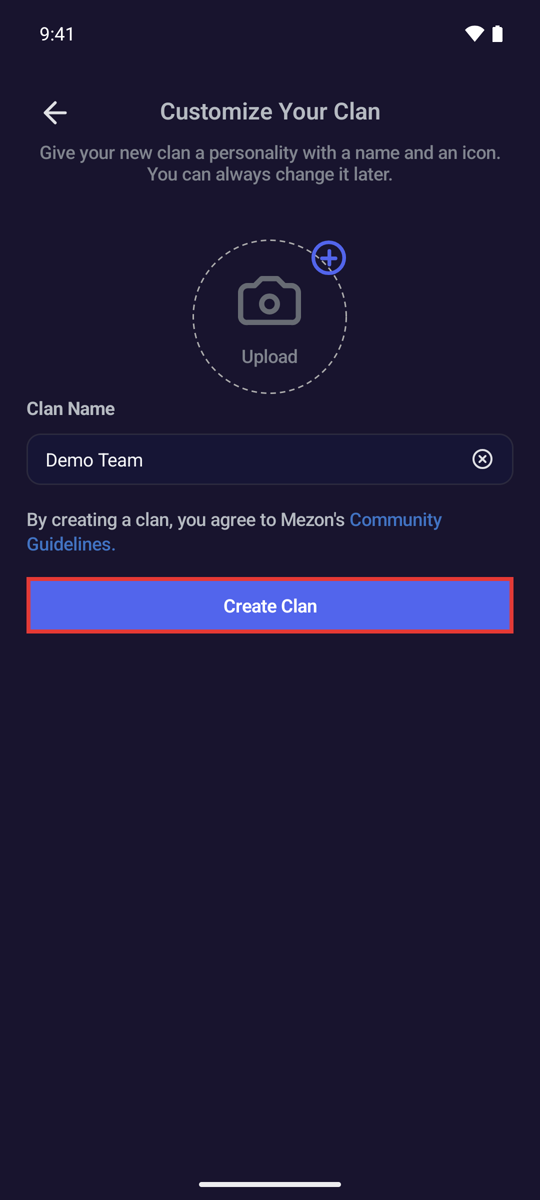 9:41
Customize Your Clan
Give your new clan a personality with a name and an icon.
You can always change it later.
Upload
Clan Name
Demo Team
By creating a clan, you agree to Mezon's Community
Guidelines.
Create Clan